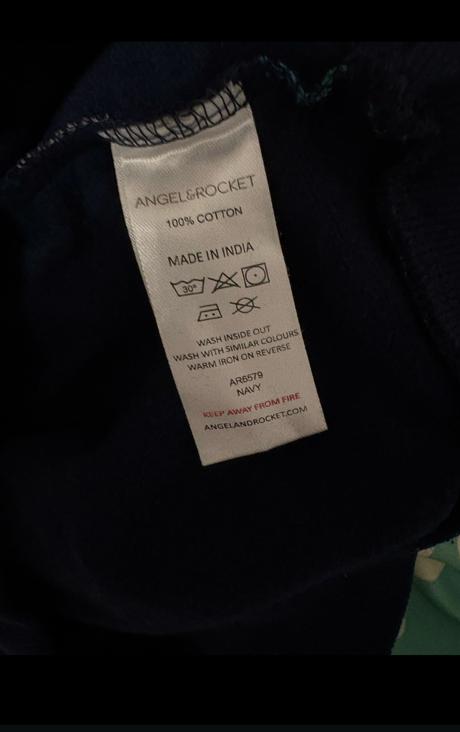 ANGEL&ROCKET
100% COTTON
MADE IN INDIA
30°
WASH INSIDE OUT
WASH WITH SIMILAR COLOURS
WARM IRON ON REVERSE
AR6579
NAVY
KEEP AWAY FROM FIRE
ANGELANDROCKET.COM